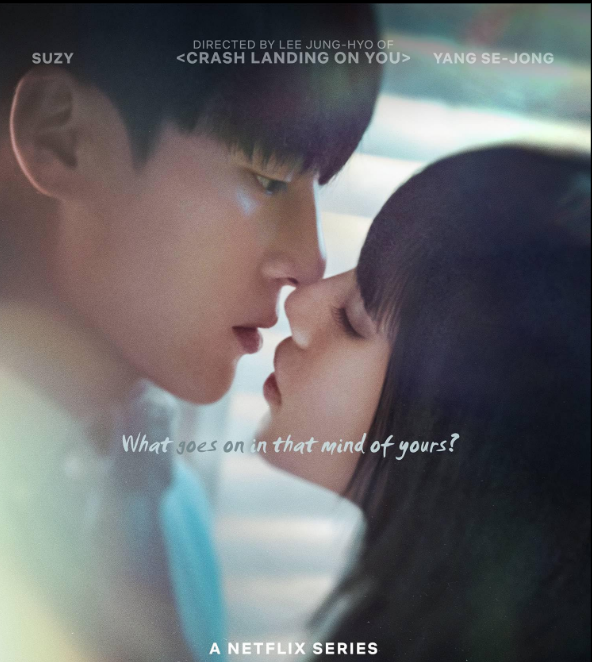 DIRECTED BY LEE JUNG-HYO OF
SUZY <CRASH LANDING ON YOU> YANG SE-JONG
What goes on in that mind of yours?
A NETFLIX SERIES